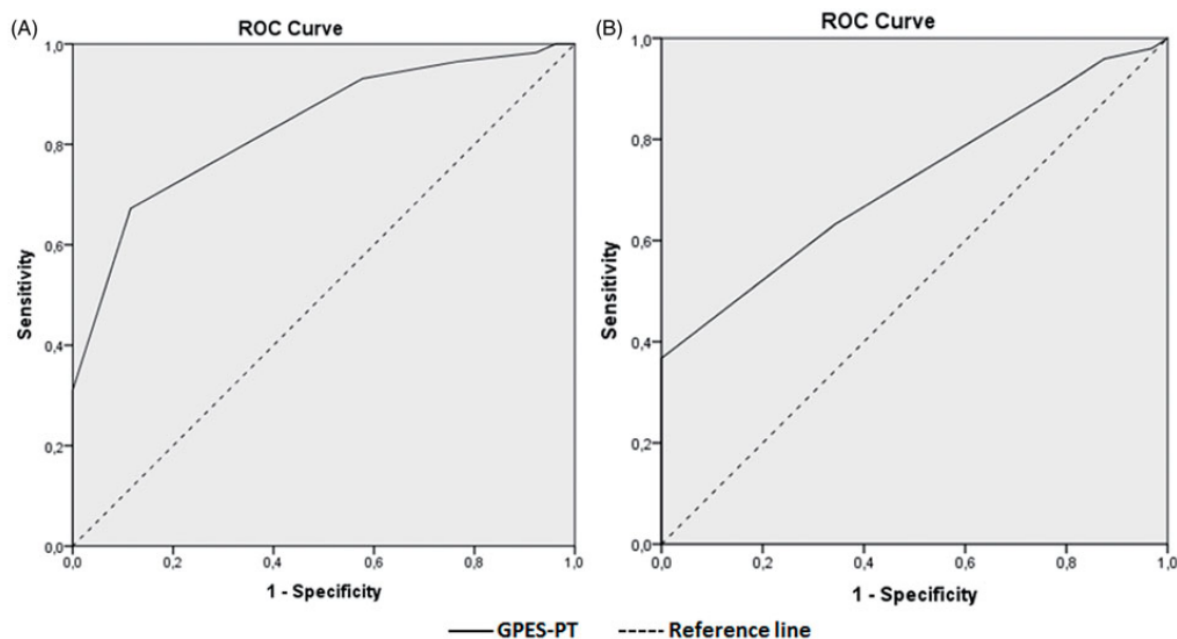 (A)
ROC Curve
Sensitivity
1,0
0,8
0,6
0,4
0,2
0,0
0,0 0,2 0,4 0,6 0,8 1,0
1 - Specificity
(B)
ROC Curve
Sensitivity
1,0
0,8
0,6
0,4
0,2
0,0
0,0 0,2 0,4 0,6 0,8 1,0
1 - Specificity
GPES-PT Reference line